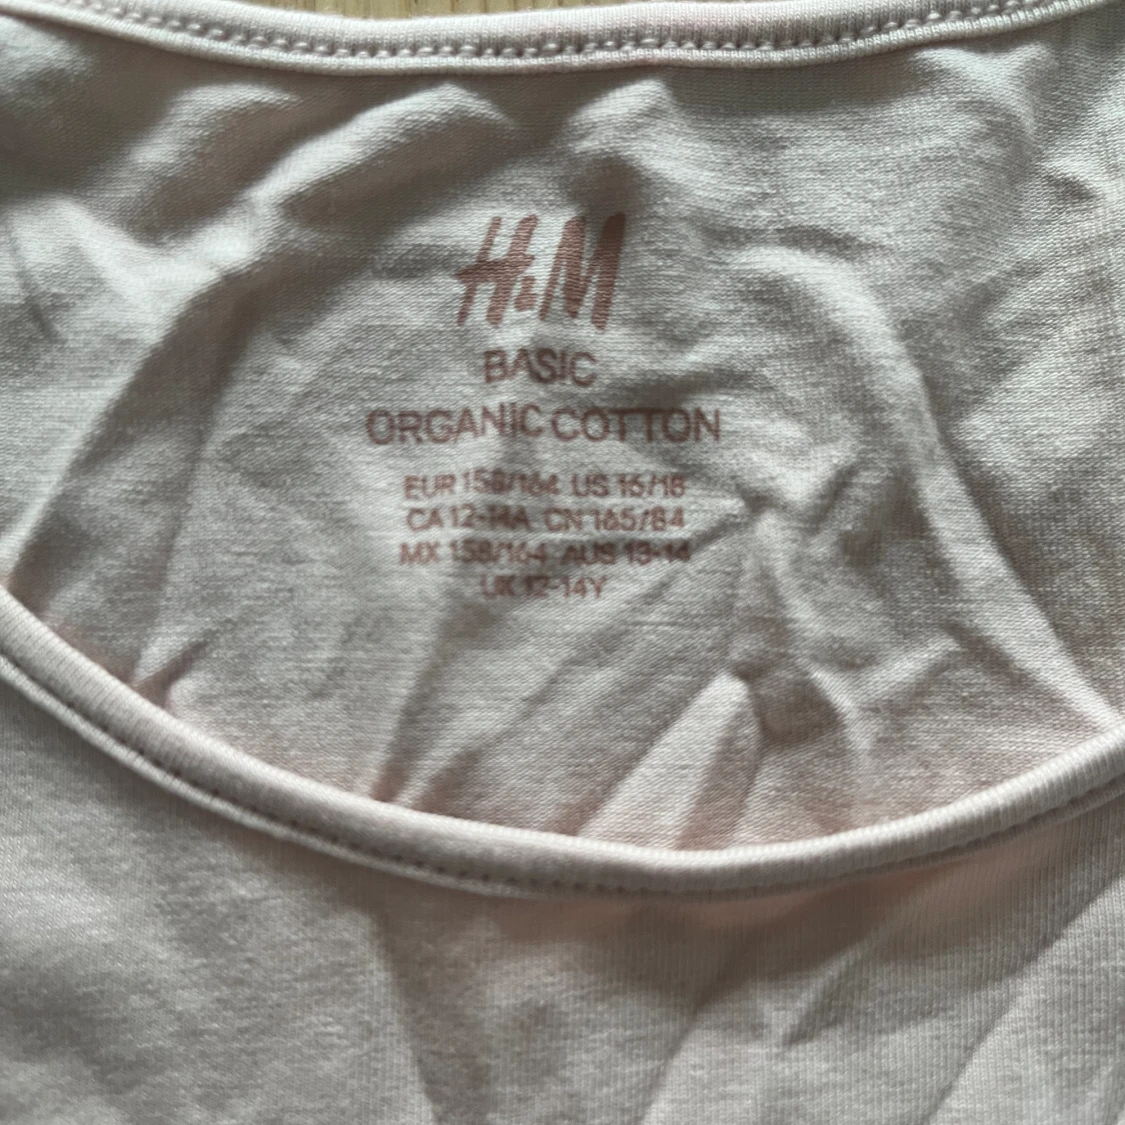 H&M
BASIC
ORGANIC COTTON
EUR 158/164 US 16/18
CA 12-14A CN 165/84
MX 158/164 AUS 13-14
UK 12-14Y